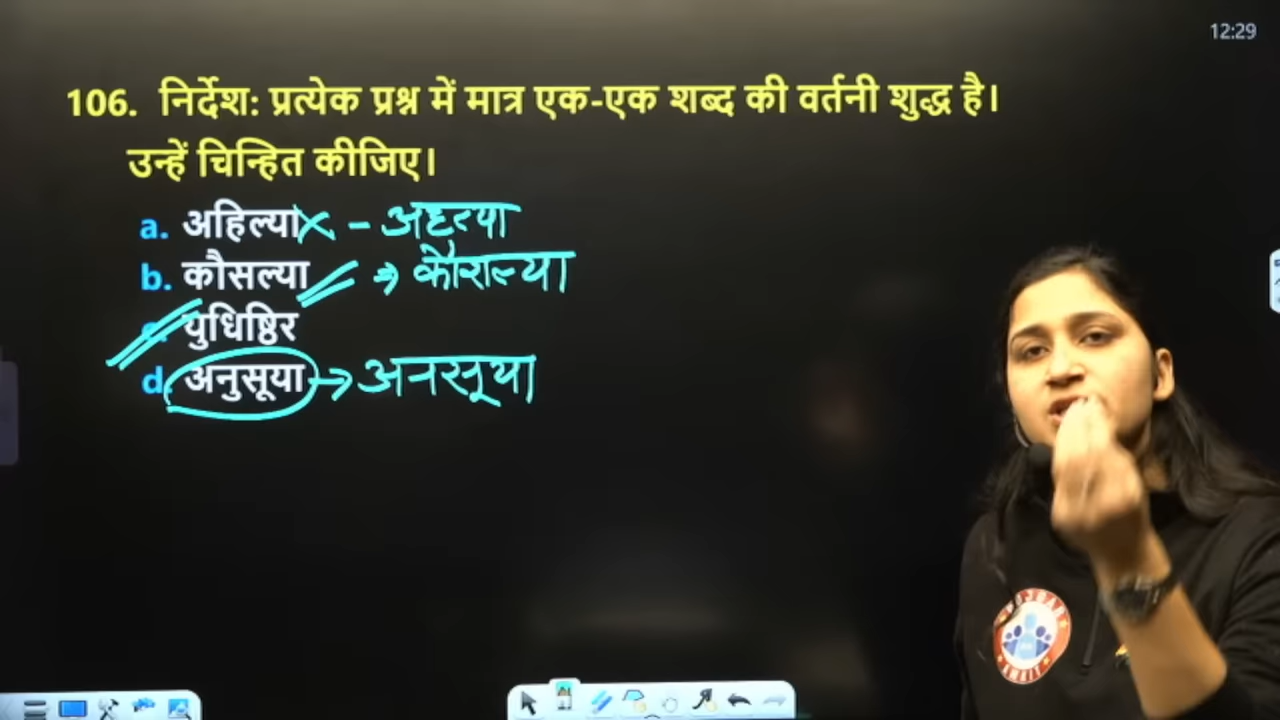 12:29
106. निर्देश: प्रत्येक प्रश्न में मात्र एक-एक शब्द की वर्तनी शुद्ध है।
उन्हें चिन्हित कीजिए।
a. अहिल्या × - अहल्या
b. कौसल्या → कौशल्या
c. युधिष्ठिर
d. अनुसूया → अनसूया